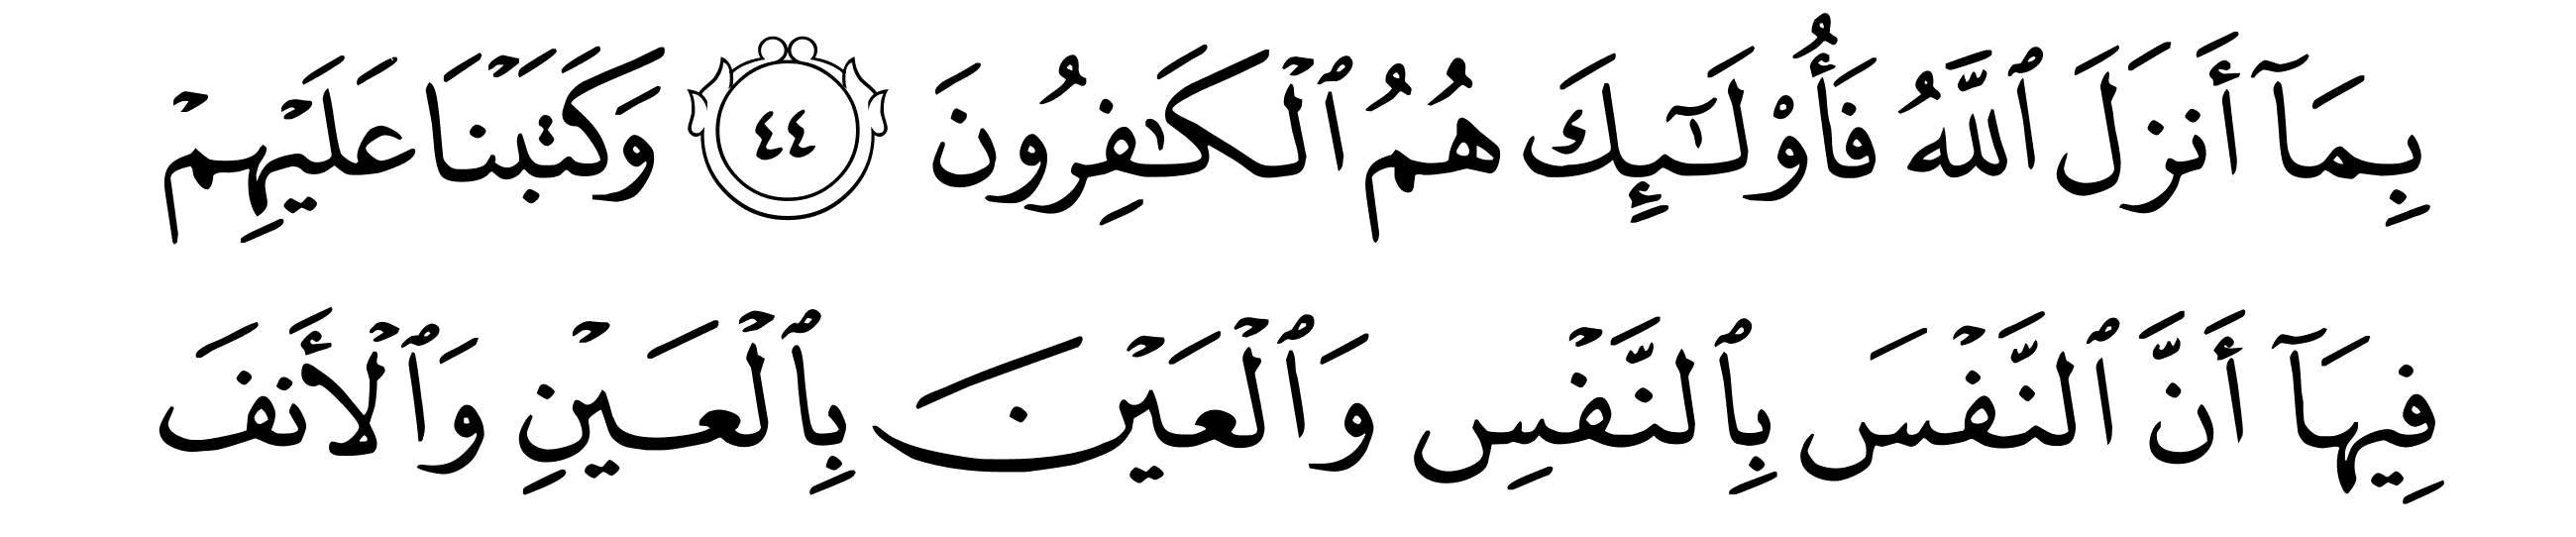 بِمَآ أَنزَلَ ٱللَّهُ فَأُو۟لَـٰٓئِكَ هُمُ ٱلْكَـٰفِرُونَ ٤٤ وَكَتَبْنَا عَلَيْهِمْ
فِيهَآ أَنَّ ٱلنَّفْسَ بِٱلنَّفْسِ وَٱلْعَيْنَ بِٱلْعَيْنِ وَٱلْأَنفَ